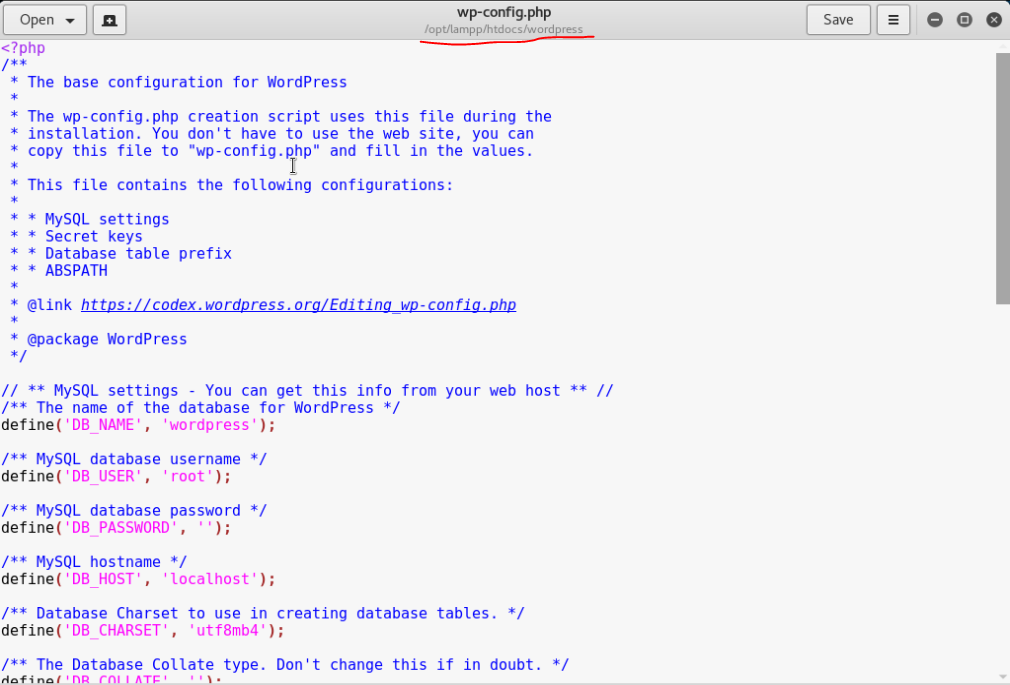 Open
wp-config.php
/opt/lampp/htdocs/wordpress
Save
<?php
/**
 * The base configuration for WordPress
 *
 * The wp-config.php creation script uses this file during the
 * installation. You don't have to use the web site, you can
 * copy this file to "wp-config.php" and fill in the values.
 *
 * This file contains the following configurations:
 *
 * * MySQL settings
 * * Secret keys
 * * Database table prefix
 * * ABSPATH
 *
 * @link https://codex.wordpress.org/Editing_wp-config.php
 *
 * @package WordPress
 */
// ** MySQL settings - You can get this info from your web host ** //
/** The name of the database for WordPress */
define('DB_NAME', 'wordpress');
/** MySQL database username */
define('DB_USER', 'root');
/** MySQL database password */
define('DB_PASSWORD', '');
/** MySQL hostname */
define('DB_HOST', 'localhost');
/** Database Charset to use in creating database tables. */
define('DB_CHARSET', 'utf8mb4');
/** The Database Collate type. Don't change this if in doubt. */
define('DB_COLLATE', '');